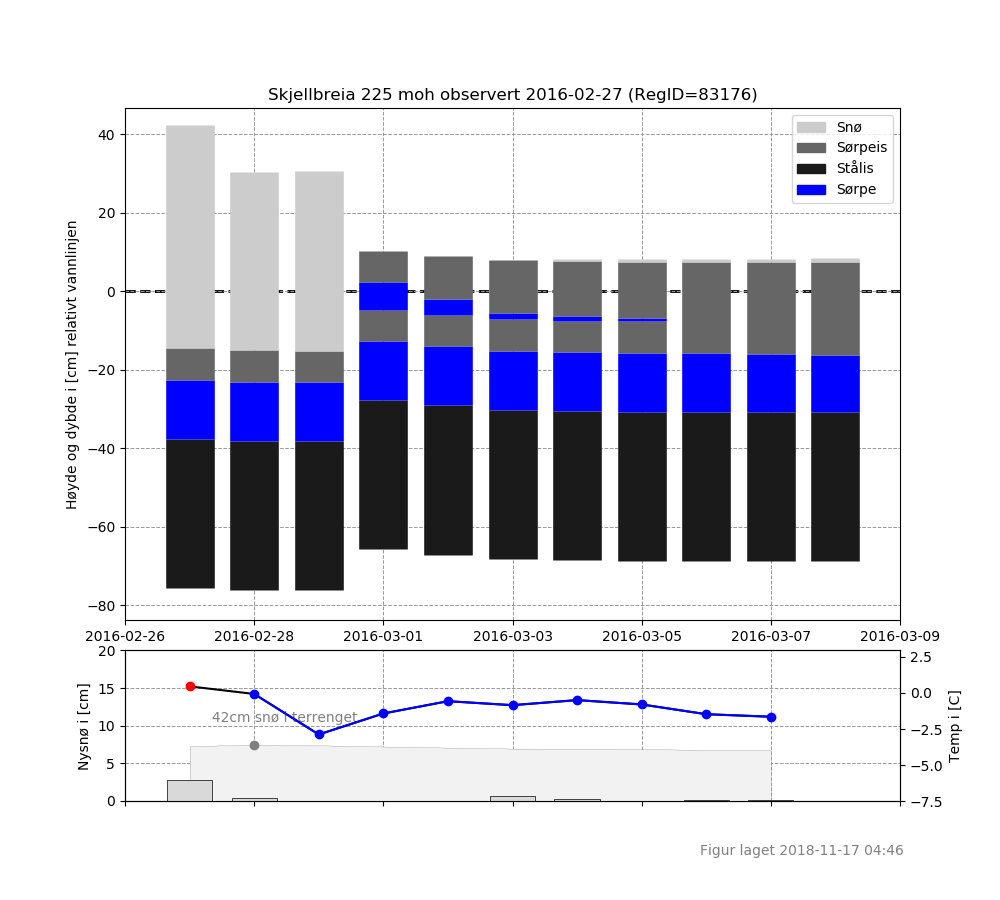 Skjellbreia 225 moh observert 2016-02-27 (RegID=83176)
Høyde og dybde i [cm] relativt vannlinjen
40
20
0
−20
−40
−60
−80
Snø
Sørpeis
Stålis
Sørpe
2016-02-26 2016-02-28 2016-03-01 2016-03-03 2016-03-05 2016-03-07 2016-03-09
Nysnø i [cm]
20
15
10
5
0
42cm snø i terrenget
2.5
0.0
−2.5
−5.0
−7.5
Temp i [C]
Figur laget 2018-11-17 04:46